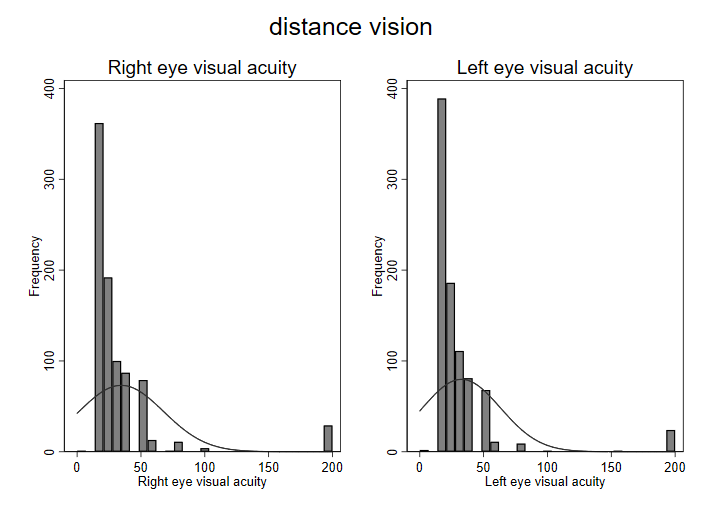 distance vision
Right eye visual acuity
Left eye visual acuity
400
300
200
100
0
Frequency
0 50 100 150 200
Right eye visual acuity
400
300
200
100
0
Frequency
0 50 100 150 200
Left eye visual acuity